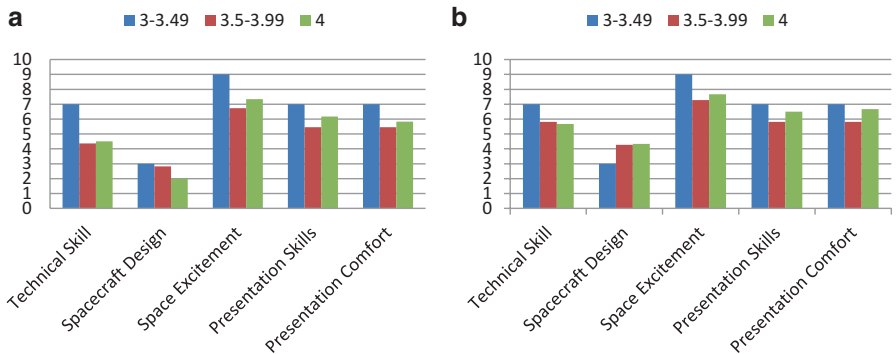 a
3-3.49 3.5-3.99 4
10
9
8
7
6
5
4
3
2
1
0
Technical Skill
Spacecraft Design
Space Excitement
Presentation Skills
Presentation Comfort
b
3-3.49 3.5-3.99 4
10
9
8
7
6
5
4
3
2
1
0
Technical Skill
Spacecraft Design
Space Excitement
Presentation Skills
Presentation Comfort